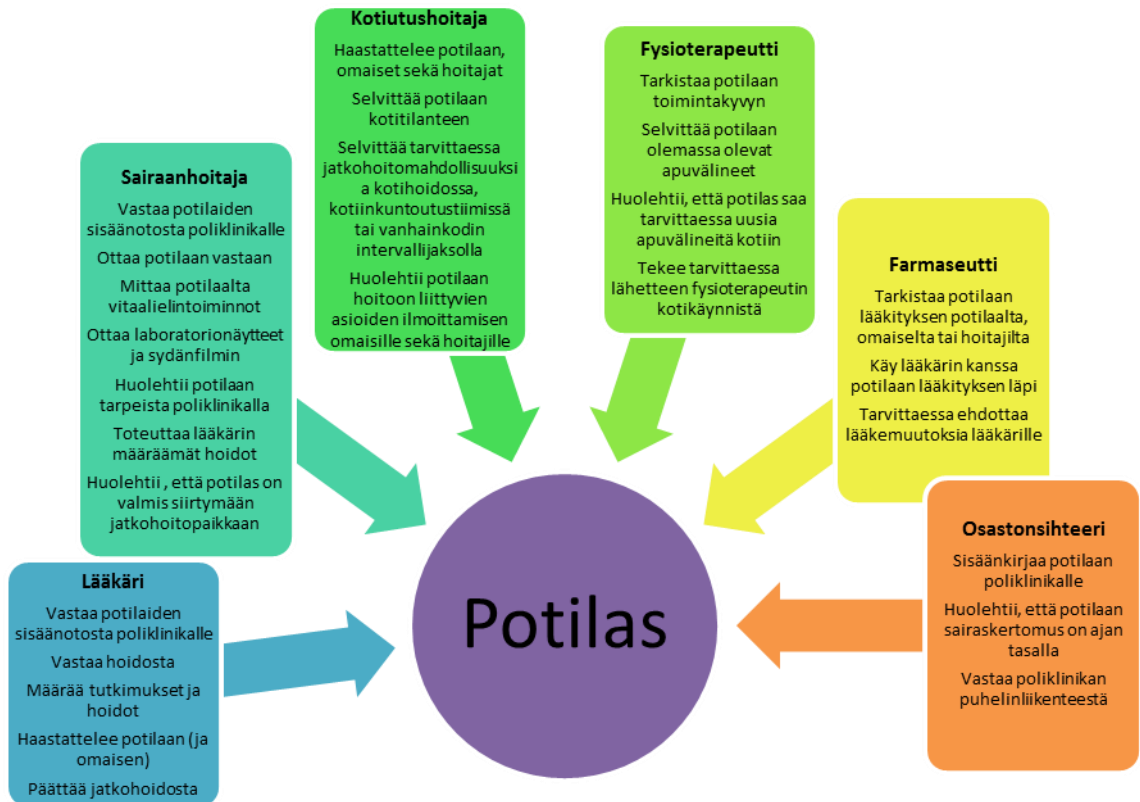 Kotiutushoitaja
Haastattelee potilaan,
omaiset sekä hoitajat
Selvittää potilaan
kotitilanteen
Selvittää tarvittaessa
jatkohoitomahdollisuuksi
a kotihoidossa,
kotiinkuntoutustiimissä
tai vanhainkodin
intervallijaksolla
Huolehtii potilaan
hoitoon liittyvien
asioiden ilmoittamisen
omaisille sekä hoitajille
Fysioterapeutti
Tarkistaa potilaan
toimintakyvyn
Selvittää potilaan
olemassa olevat
apuvälineet
Huolehtii, että potilas saa
tarvittaessa uusia
apuvälineitä kotiin
Tekee tarvittaessa
lähetteen fysioterapeutin
kotikäynnistä
Sairaanhoitaja
Vastaa potilaiden
sisäänotosta poliklinikalle
Ottaa potilaan vastaan
Mittaa potilaalta
vitaalielintoiminnot
Ottaa laboratorionäytteet
ja sydänfilmin
Huolehtii potilaan
tarpeista poliklinikalla
Toteuttaa lääkärin
määräämät hoidot
Huolehtii , että potilas on
valmis siirtymään
jatkohoitopaikkaan
Farmaseutti
Tarkistaa potilaan
lääkityksen potilaalta,
omaiselta tai hoitajilta
Käy lääkärin kanssa
potilaan lääkityksen läpi
Tarvittaessa ehdottaa
lääkemuutoksia lääkärille
Osastonsihteeri
Sisäänkirjaa potilaan
poliklinikalle
Huolehtii, että potilaan
sairaskertomus on ajan
tasalla
Vastaa poliklinikan
puhelinliikenteestä
Lääkäri
Vastaa potilaiden
sisäänotosta poliklinikalle
Vastaa hoidosta
Määrää tutkimukset ja
hoidot
Haastattelee potilaan (ja
omaisen)
Päättää jatkohoidosta
Potilas